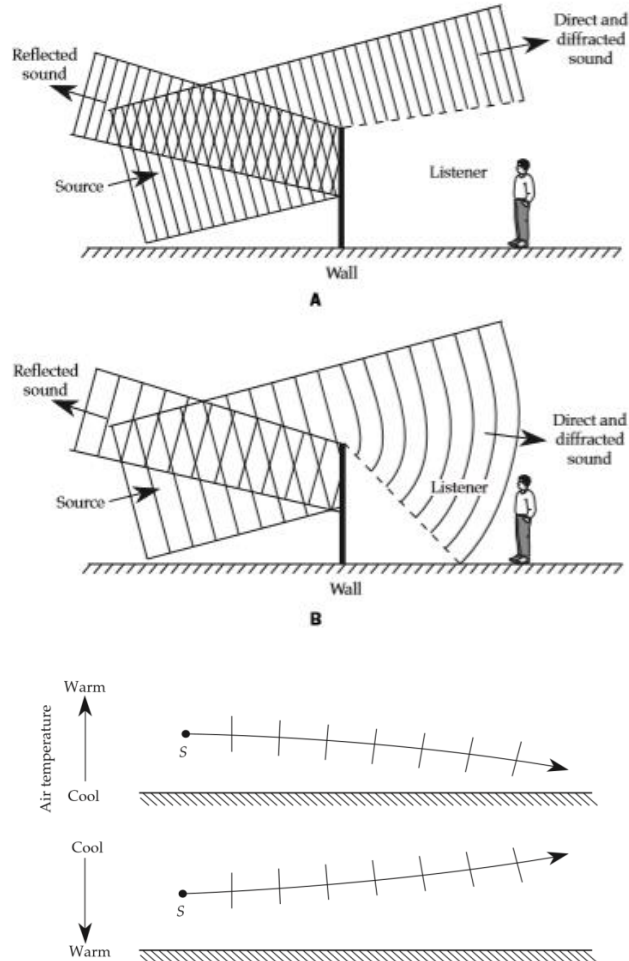 Reflected
sound
Direct and
diffracted
sound
Source
Listener
Wall
A
Reflected
sound
Direct and
diffracted
sound
Source
Listener
Wall
B
Air temperature
Warm
S
Cool
Cool
S
Warm